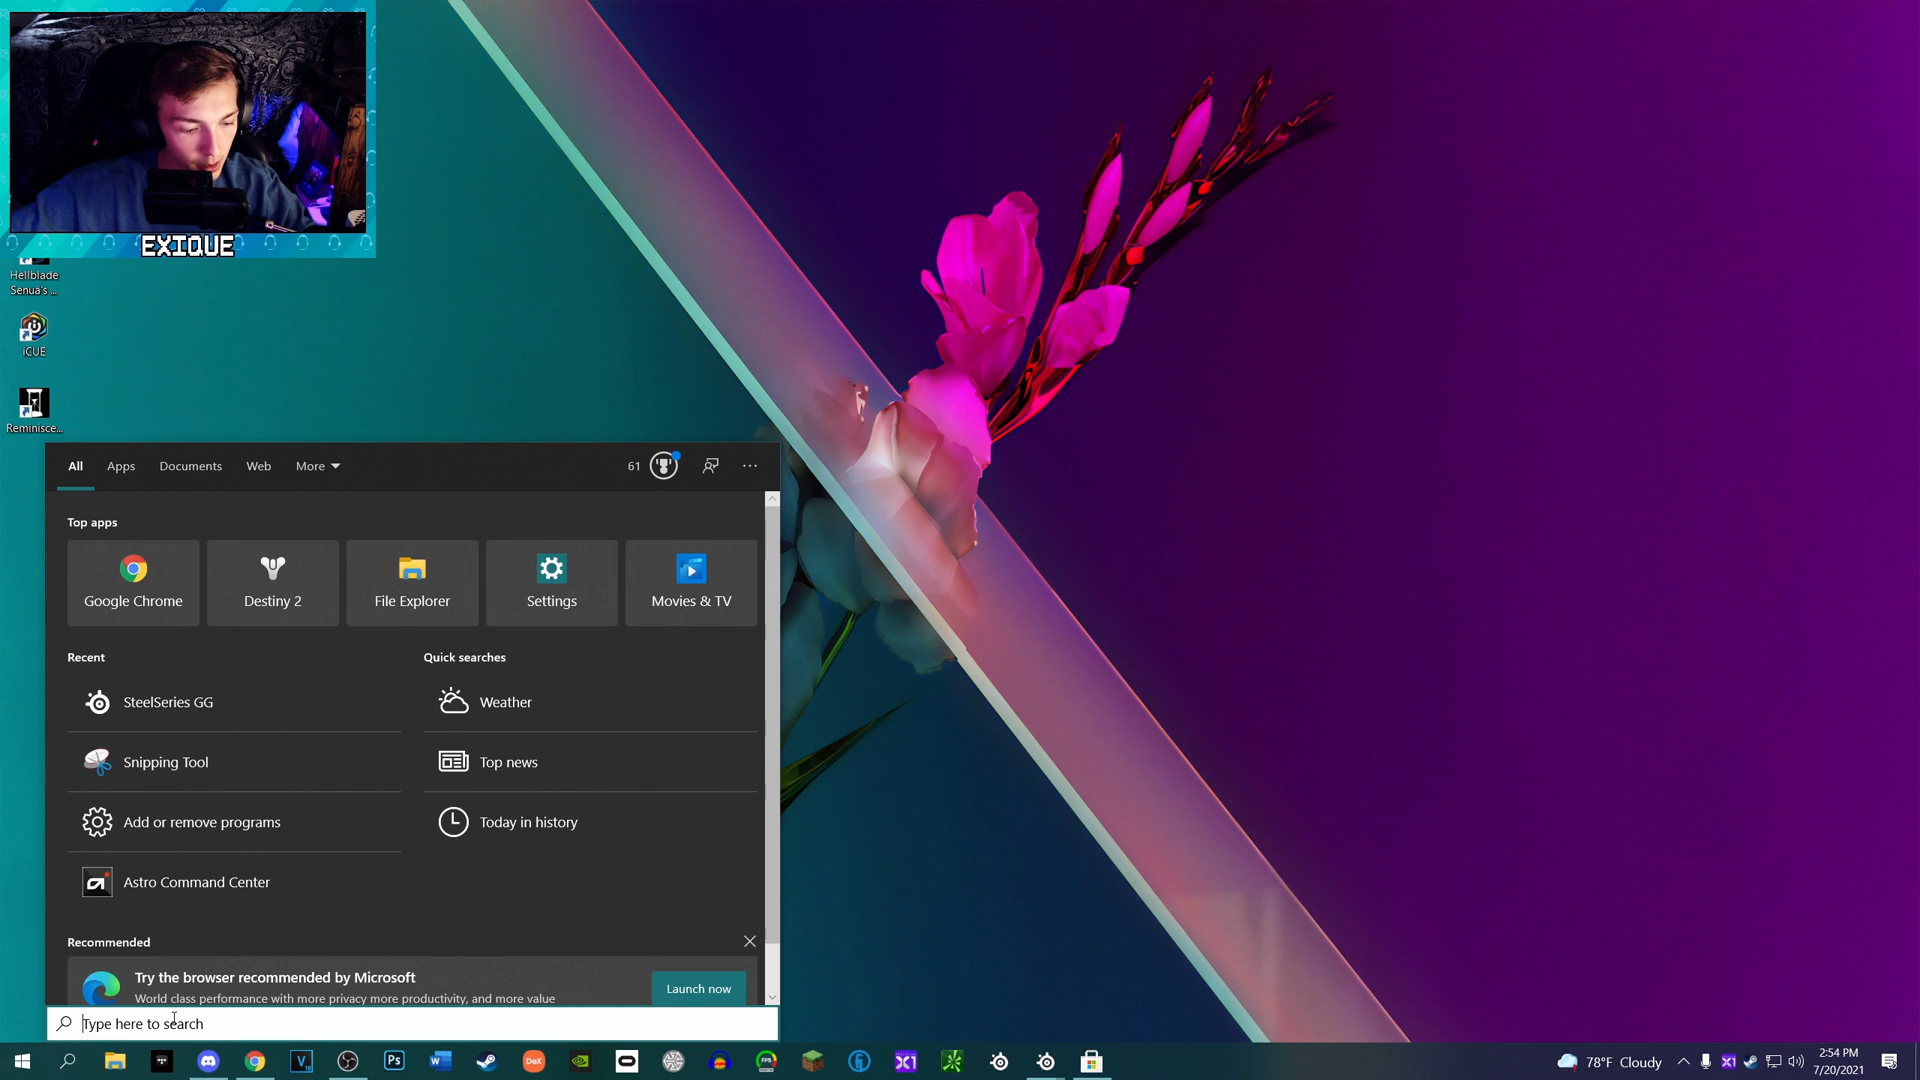 EXIQUE
Hellblade
Senua's ...
iCUE
Reminisce...
All
Apps
Documents
Web
More
61
Top apps
Google Chrome
Destiny 2
File Explorer
Settings
Movies & TV
Recent
Quick searches
SteelSeries GG
Weather
Snipping Tool
Top news
Add or remove programs
Today in history
Astro Command Center
Recommended
Try the browser recommended by Microsoft
World class performance with more privacy more productivity, and more value
Launch now
Type here to search
78°F Cloudy
2:54 PM
7/20/2021